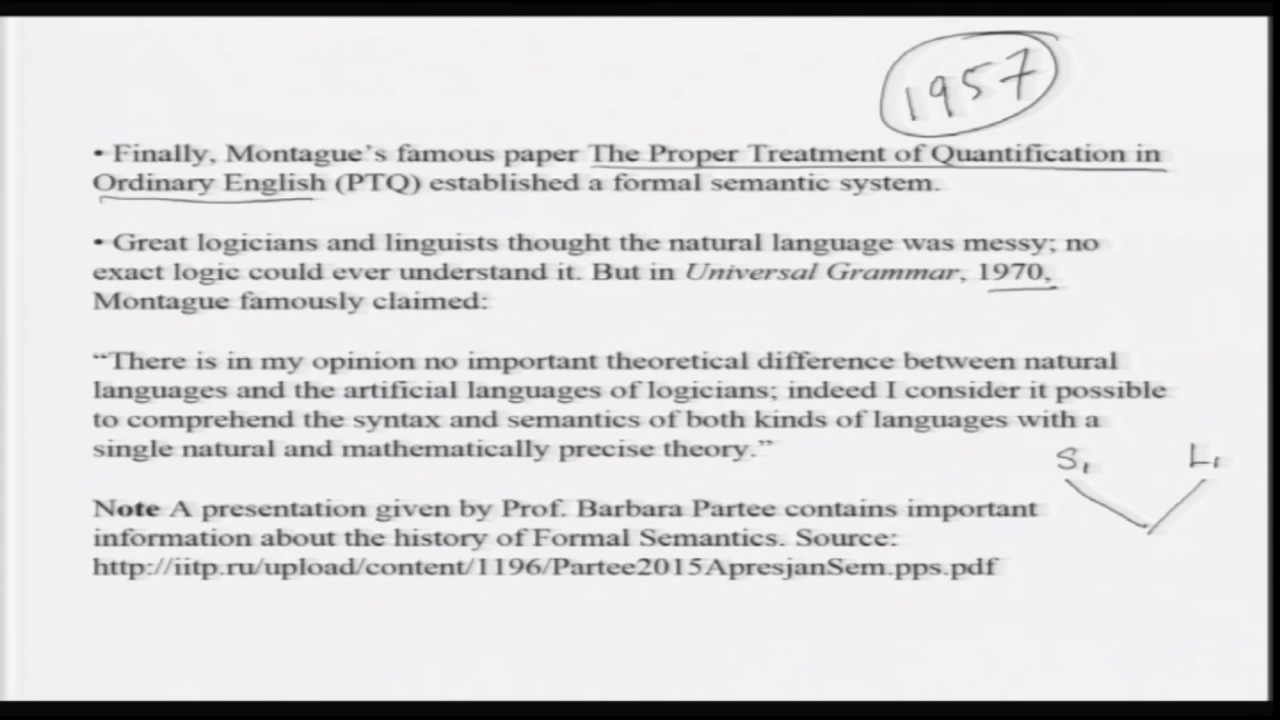 1957
• Finally, Montague's famous paper The Proper Treatment of Quantification in
Ordinary English (PTQ) established a formal semantic system.
• Great logicians and linguists thought the natural language was messy; no
exact logic could ever understand it. But in Universal Grammar, 1970,
Montague famously claimed:
“There is in my opinion no important theoretical difference between natural
languages and the artificial languages of logicians; indeed I consider it possible
to comprehend the syntax and semantics of both kinds of languages with a
single natural and mathematically precise theory.”
S₁ L₁
Note A presentation given by Prof. Barbara Partee contains important
information about the history of Formal Semantics. Source:
http://iitp.ru/upload/content/1196/Partee2015ApresjanSem.pps.pdf